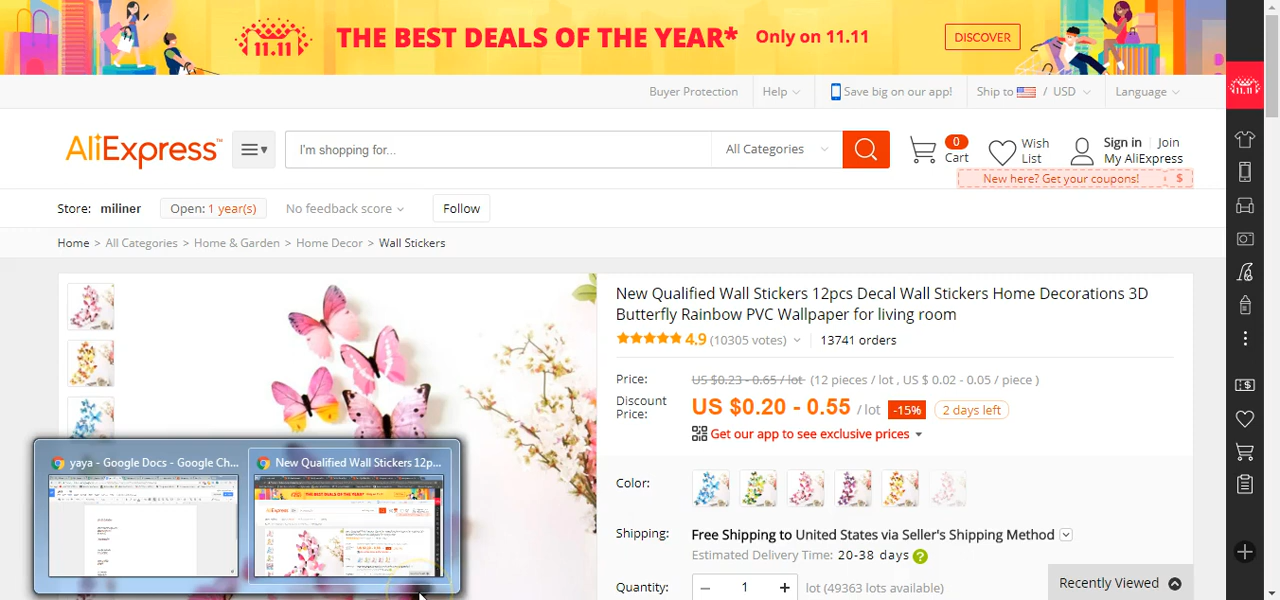 11.11
THE BEST DEALS OF THE YEAR* Only on 11.11
DISCOVER
Buyer Protection Help Save big on our app! Ship to / USD Language
11.11
AliExpress™
I'm shopping for... All Categories
0
Cart
Wish
List
Sign in Join
My AliExpress
New here? Get your coupons! $
Store: milner Open: 1 year(s) No feedback score Follow
Home > All Categories > Home & Garden > Home Decor > Wall Stickers
New Qualified Wall Stickers 12pcs Decal Wall Stickers Home Decorations 3D
Butterfly Rainbow PVC Wallpaper for living room
4.9 (10305 votes) 13741 orders
Price: US $0.23 - 0.65 / lot (12 pieces / lot , US $ 0.02 - 0.05 / piece )
Discount
Price:
US $0.20 - 0.55 / lot -15% 2 days left
Get our app to see exclusive prices
yaya - Google Docs - Google Ch...
New Qualified Wall Stickers 12p...
Color:
Shipping: Free Shipping to United States via Seller's Shipping Method
Estimated Delivery Time: 20-38 days ?
Quantity: − 1 + lot (49363 lots available)
Recently Viewed